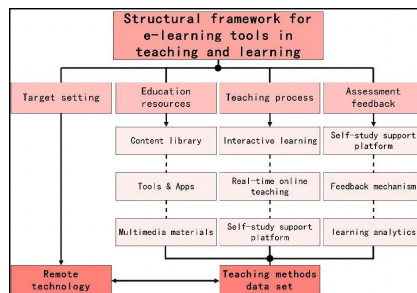 Structural framework for
e-learning tools in
teaching and learning
Target setting
Education
resources
Teaching process
Assessment
feedback
Content library
Interactive learning
Self-study support
platform
Tools & Apps
Real-time online
teaching
Feedback mechanism
Multimedia materials
Self-study support
platform
learning analytics
Remote
technology
Teaching methods
data set